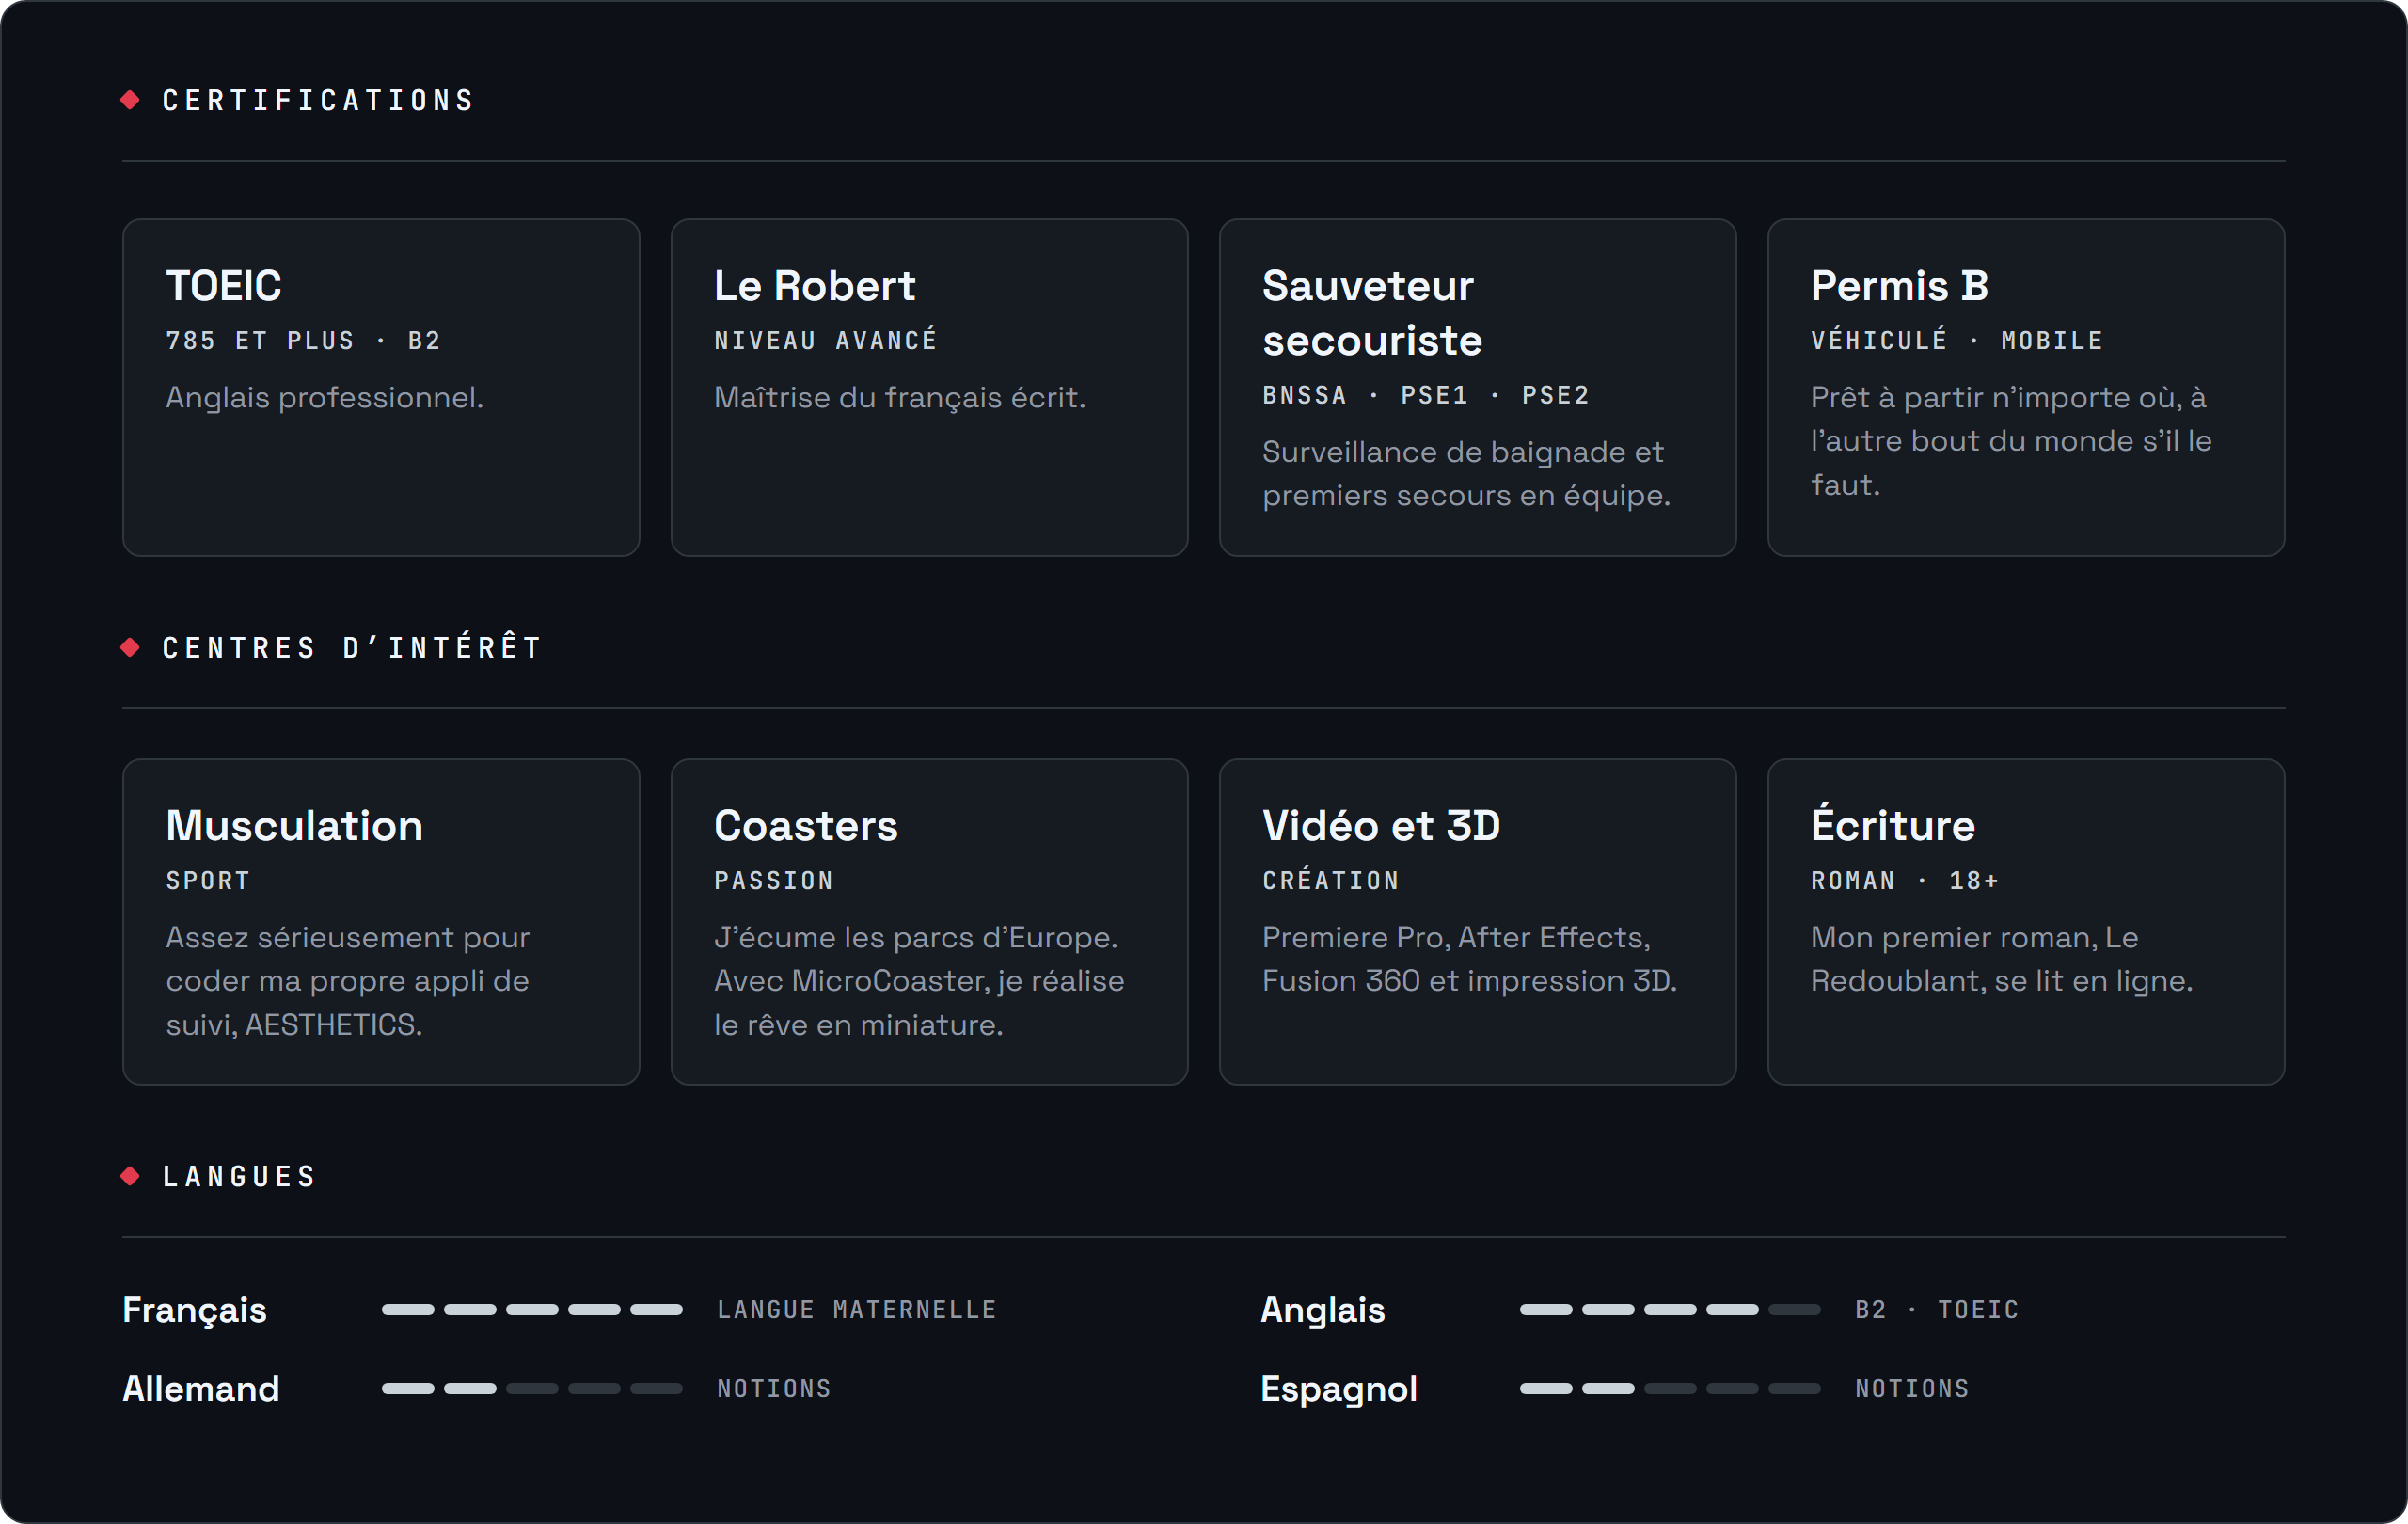 CERTIFICATIONS
TOEIC
785 ET PLUS · B2
Anglais professionnel.
Le Robert
NIVEAU AVANCÉ
Maîtrise du français écrit.
Sauveteur
secouriste
BNSSA · PSE1 · PSE2
Surveillance de baignade et
premiers secours en équipe.
Permis B
VÉHICULÉ · MOBILE
Prêt à partir n’importe où, à
l’autre bout du monde s’il le
faut.
CENTRES D’INTÉRÊT
Musculation
SPORT
Assez sérieusement pour
coder ma propre appli de
suivi, AESTHETICS.
Coasters
PASSION
J’écume les parcs d’Europe.
Avec MicroCoaster, je réalise
le rêve en miniature.
Vidéo et 3D
CRÉATION
Premiere Pro, After Effects,
Fusion 360 et impression 3D.
Écriture
ROMAN · 18+
Mon premier roman, Le
Redoublant, se lit en ligne.
LANGUES
Français LANGUE MATERNELLE
Anglais B2 · TOEIC
Allemand NOTIONS
Espagnol NOTIONS